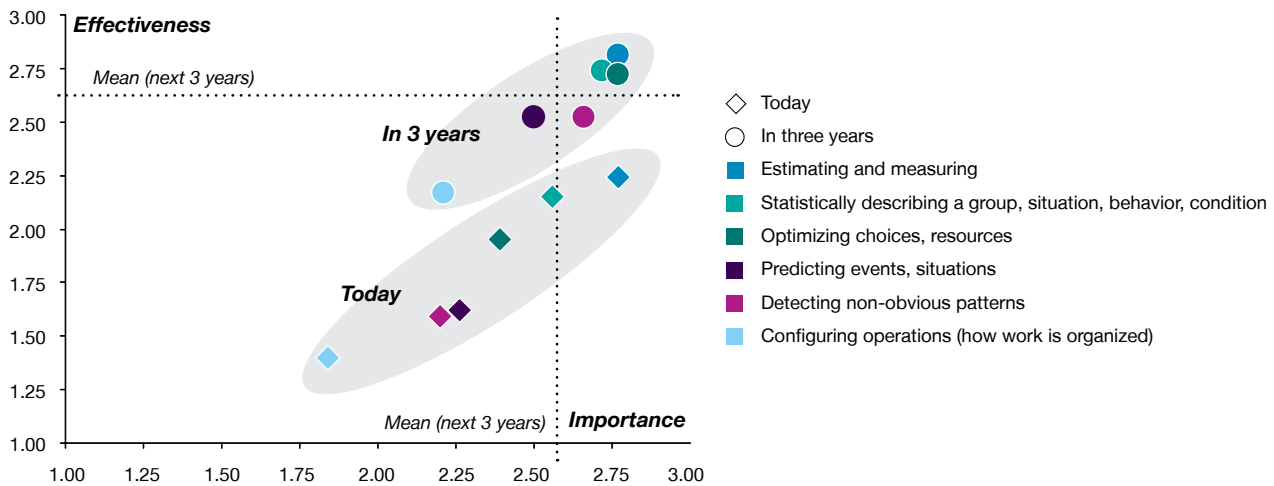 3.00
Effectiveness
2.75
Mean (next 3 years)
2.50
In 3 years
2.25
2.00
1.75
Today
1.50
1.25
Mean (next 3 years)
Importance
1.00
1.00 1.25 1.50 1.75 2.00 2.25 2.50 2.75 3.00
Today
In three years
Estimating and measuring
Statistically describing a group, situation, behavior, condition
Optimizing choices, resources
Predicting events, situations
Detecting non-obvious patterns
Configuring operations (how work is organized)